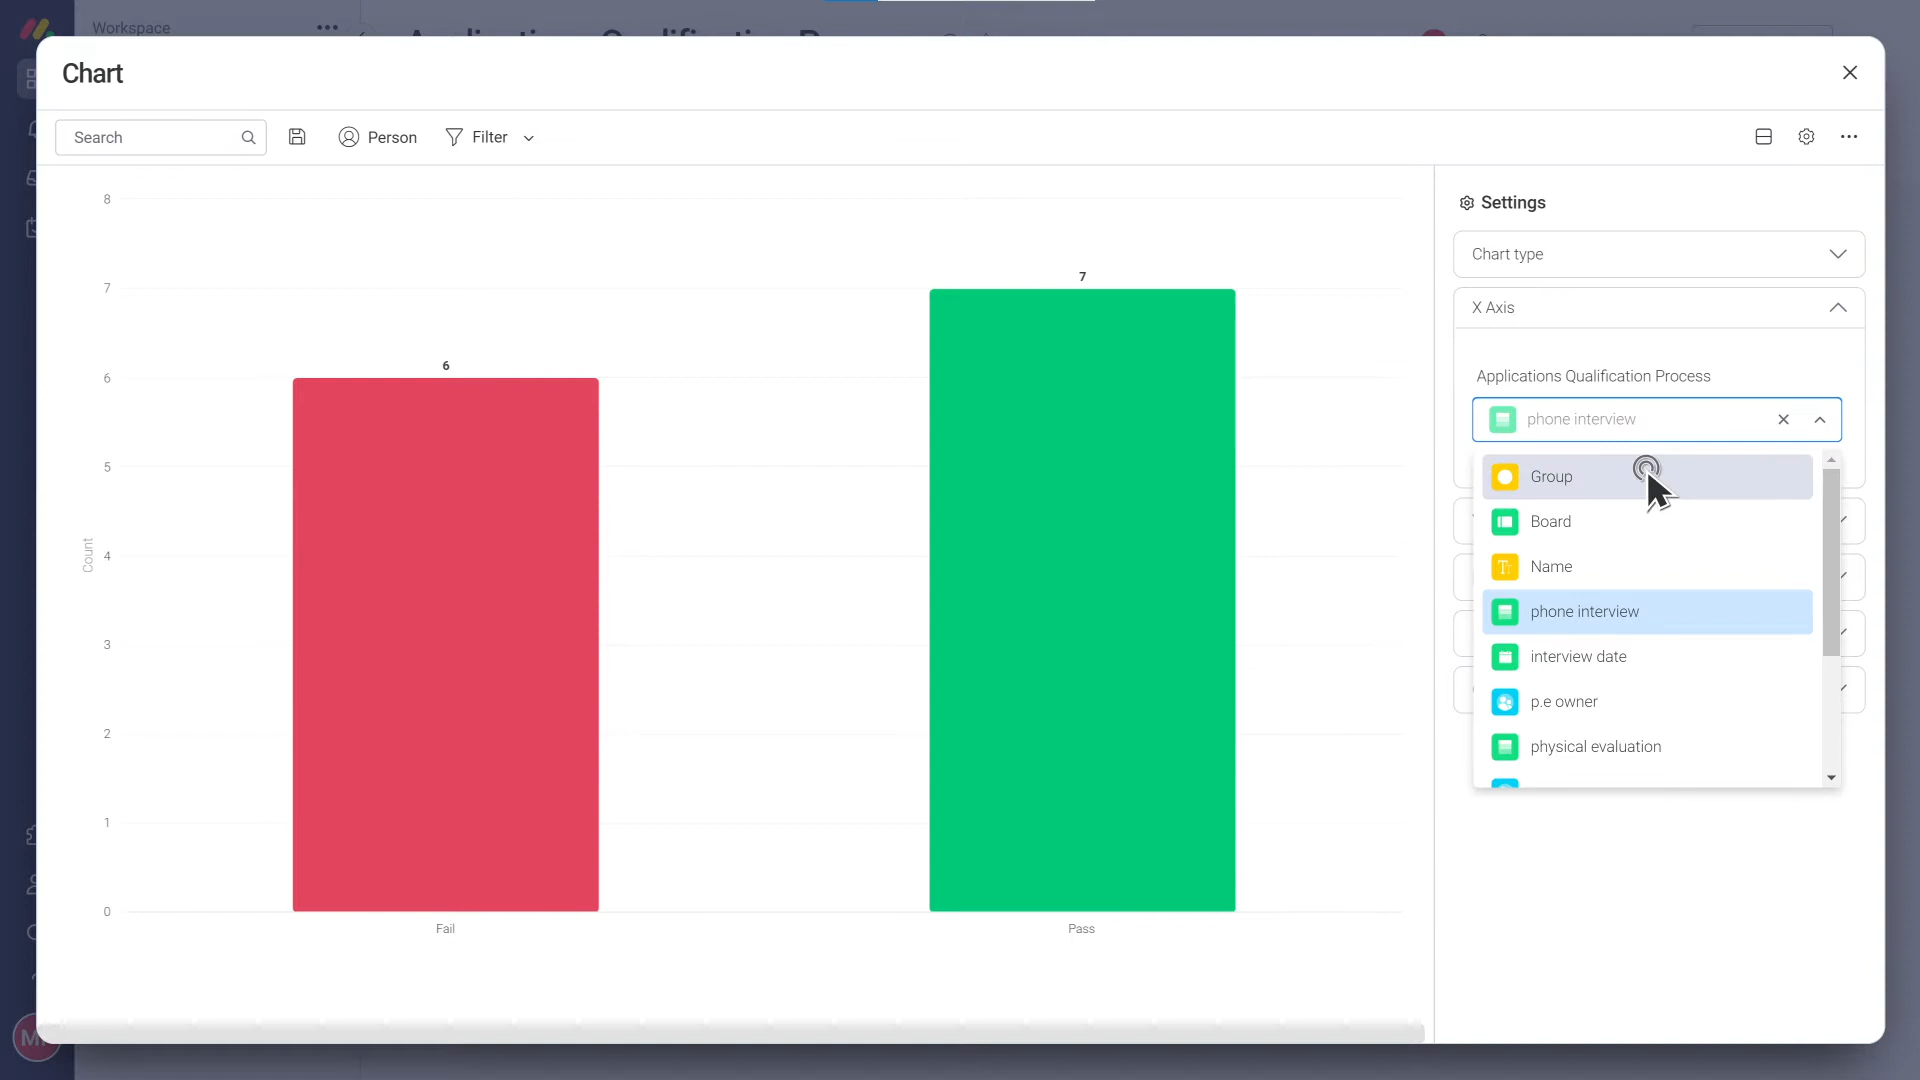 Workspace
Chart
Search
Person
Filter
8
7
6
5
4
3
2
1
0
Count
6
7
Fail
Pass
Settings
Chart type
X Axis
Applications Qualification Process
phone interview
Group
Board
Name
phone interview
interview date
p.e owner
physical evaluation